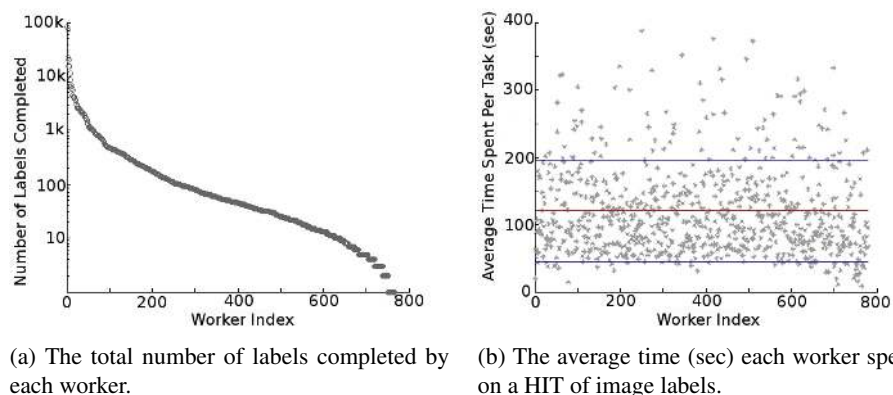 100k
10k
1k
100
10
0 200 400 600 800
Number of Labels Completed
Worker Index
400
300
200
100
0
0 200 400 600 800
Average Time Spent Per Task (sec)
Worker Index
(a) The total number of labels completed by
each worker.
(b) The average time (sec) each worker spe
on a HIT of image labels.